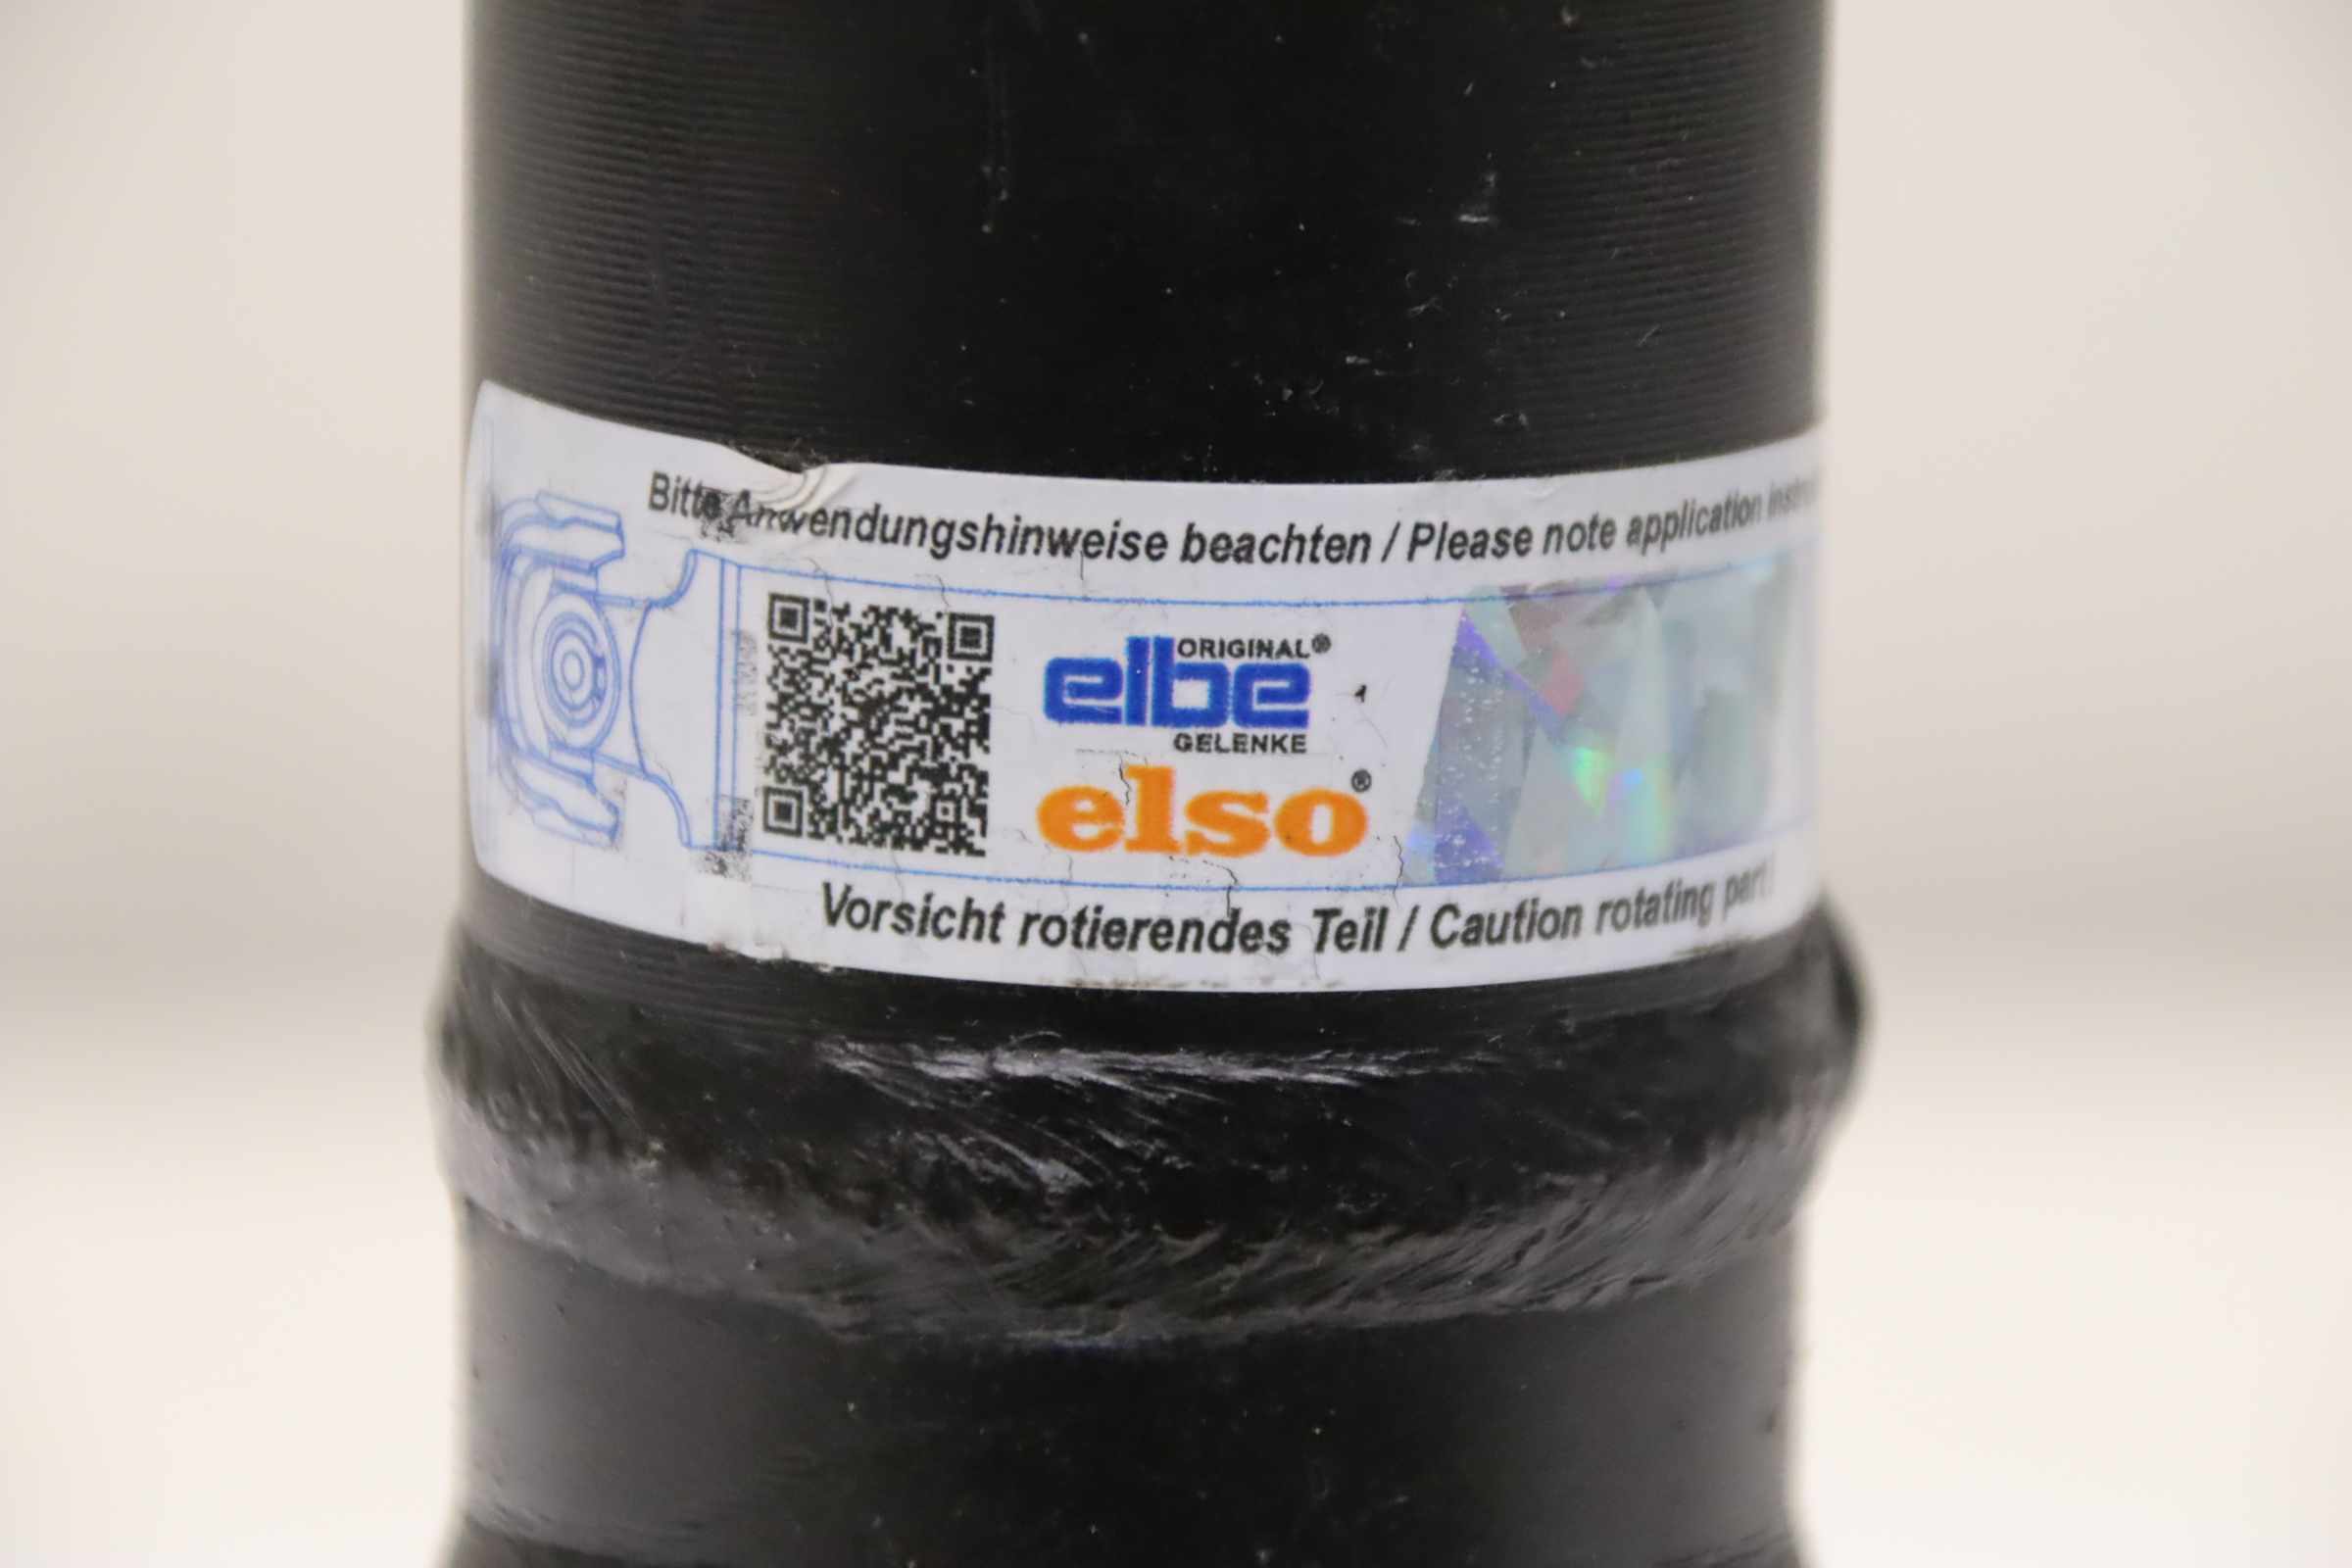 Bitte Anwendungshinweise beachten / Please note application
ORIGINAL®
elbe
GELENKE
elso®
Vorsicht rotierendes Teil / Caution rotating part